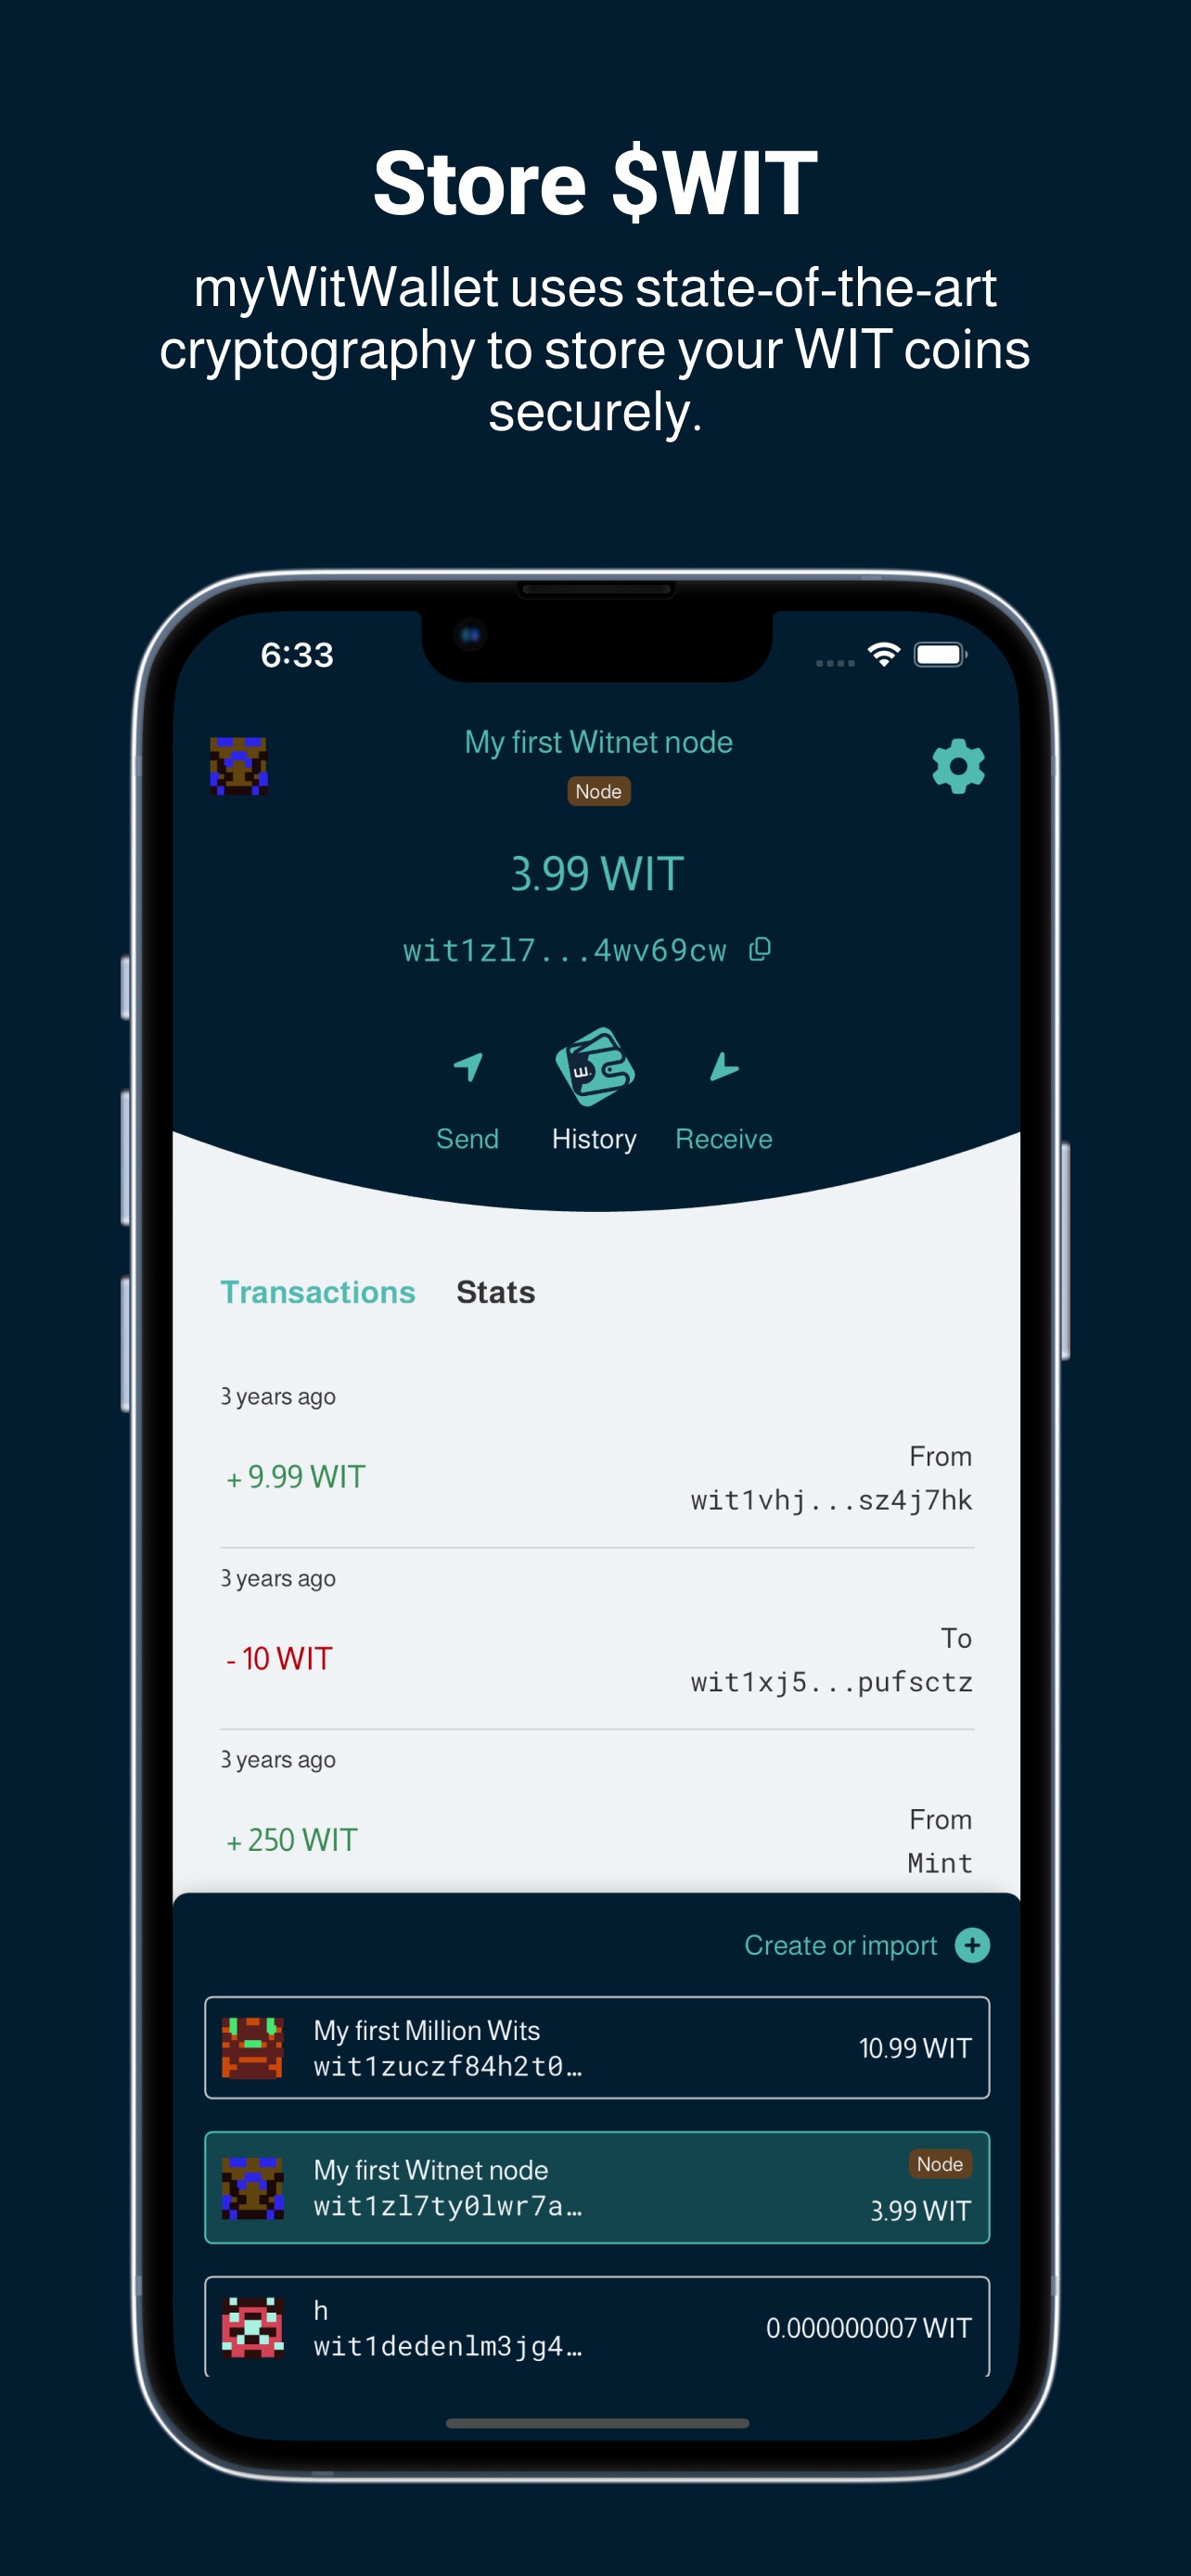 Store $WIT
myWitWallet uses state-of-the-art
cryptography to store your WIT coins
securely.
6:33
My first Witnet node
Node
3.99 WIT
wit1zl7...4wv69cw
Send
History
Receive
Transactions
Stats
3 years ago
+ 9.99 WIT
From
wit1vhj...sz4j7hk
3 years ago
- 10 WIT
To
wit1xj5...pufsctz
3 years ago
+ 250 WIT
From
Mint
Create or import
My first Million Wits
wit1zuczf84h2t0…
10.99 WIT
My first Witnet node
wit1zl7ty0lwr7a…
Node
3.99 WIT
h
wit1dedenlm3jg4…
0.000000007 WIT